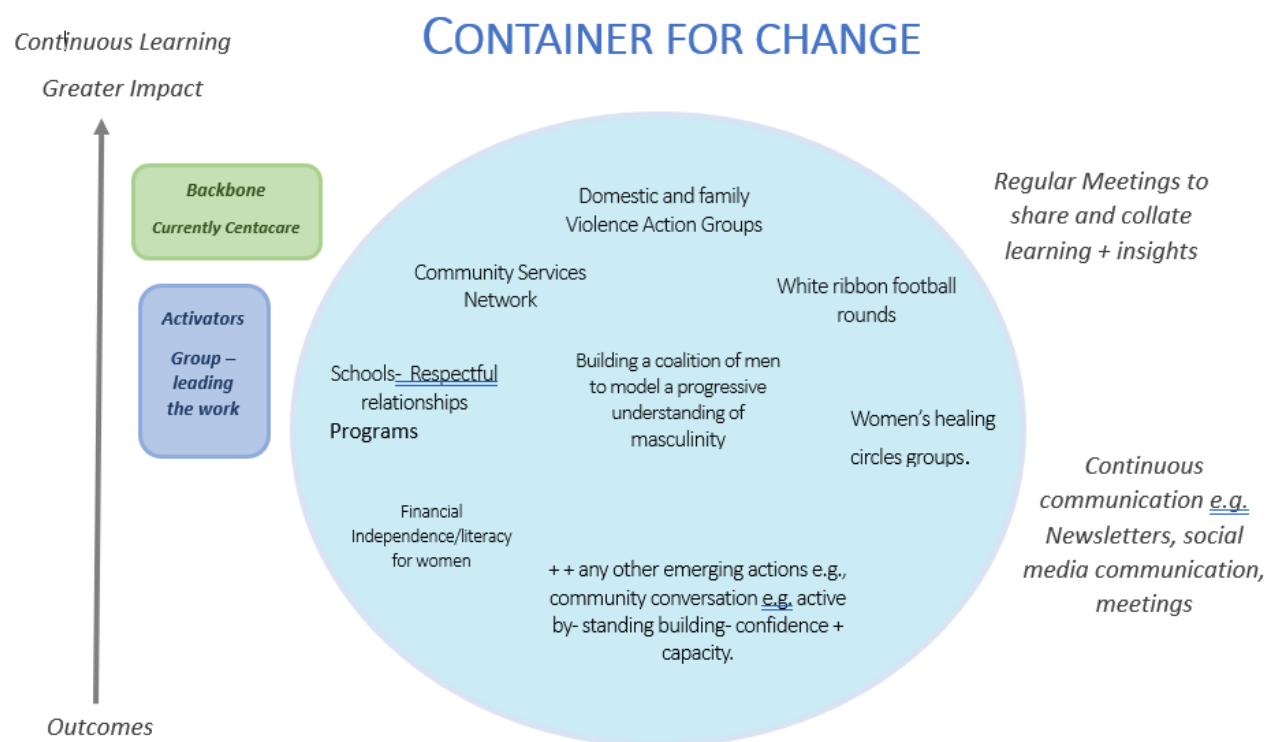 CONTAINER FOR CHANGE
Continuous Learning
Greater Impact
Backbone
Currently Centacare
Activators
Group –
leading
the work
Outcomes
Domestic and family
Violence Action Groups
Community Services
Network
White ribbon football
rounds
Schools- Respectful
relationships
Programs
Building a coalition of men
to model a progressive
understanding of
masculinity
Women’s healing
circles groups.
Financial
Independence/literacy
for women
+ + any other emerging actions e.g.,
community conversation e.g. active
by- standing building- confidence +
capacity.
Regular Meetings to
share and collate
learning + insights
Continuous
communication e.g.
Newsletters, social
media communication,
meetings